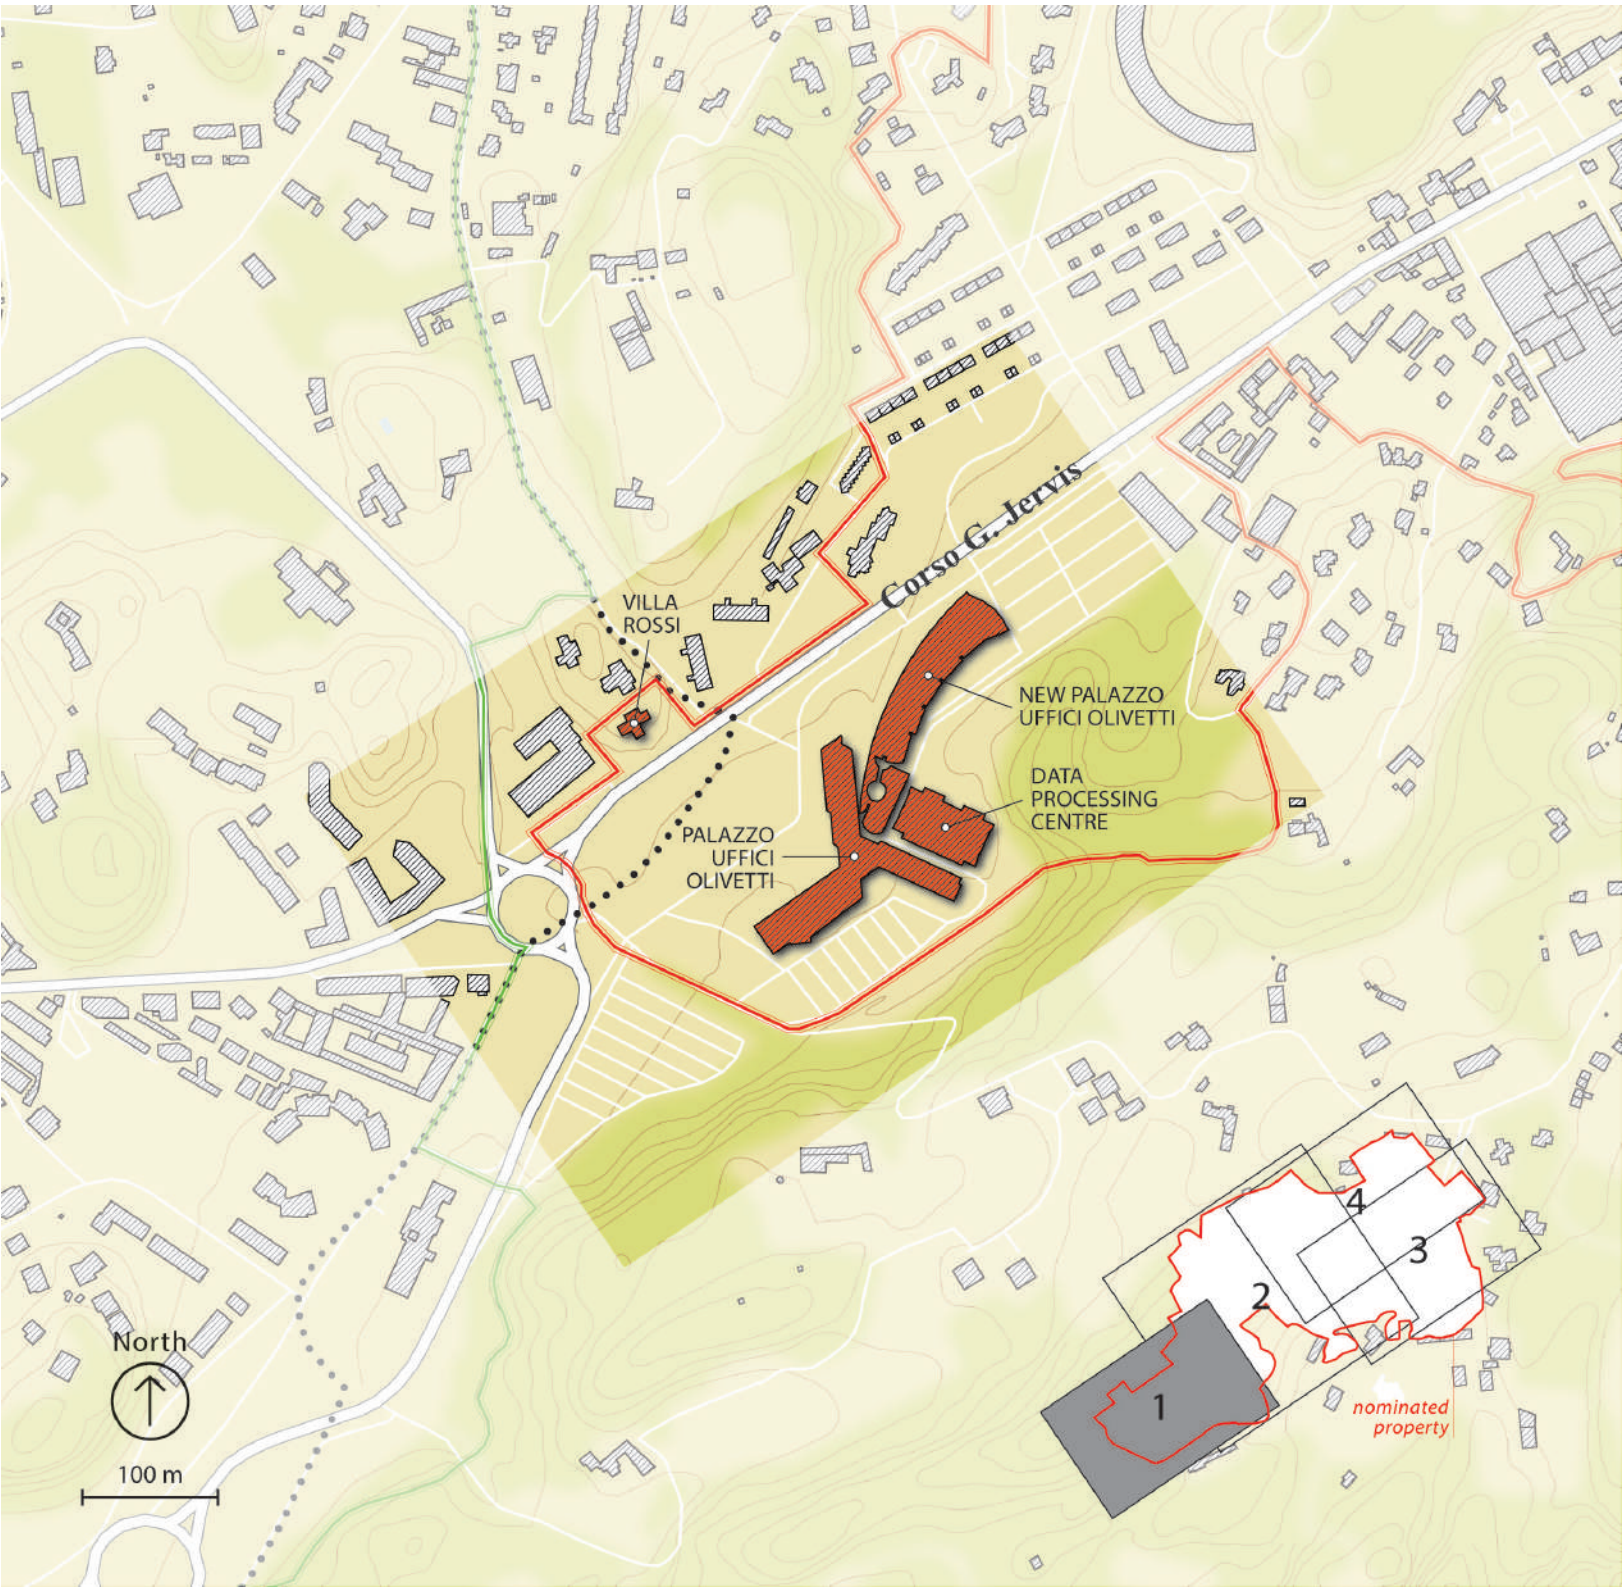 Corso G. Jervis
VILLA
ROSSI
NEW PALAZZO
UFFICI OLIVETTI
DATA
PROCESSING
CENTRE
PALAZZO
UFFICI
OLIVETTI
4
3
2
1
nominated
property
North
100 m